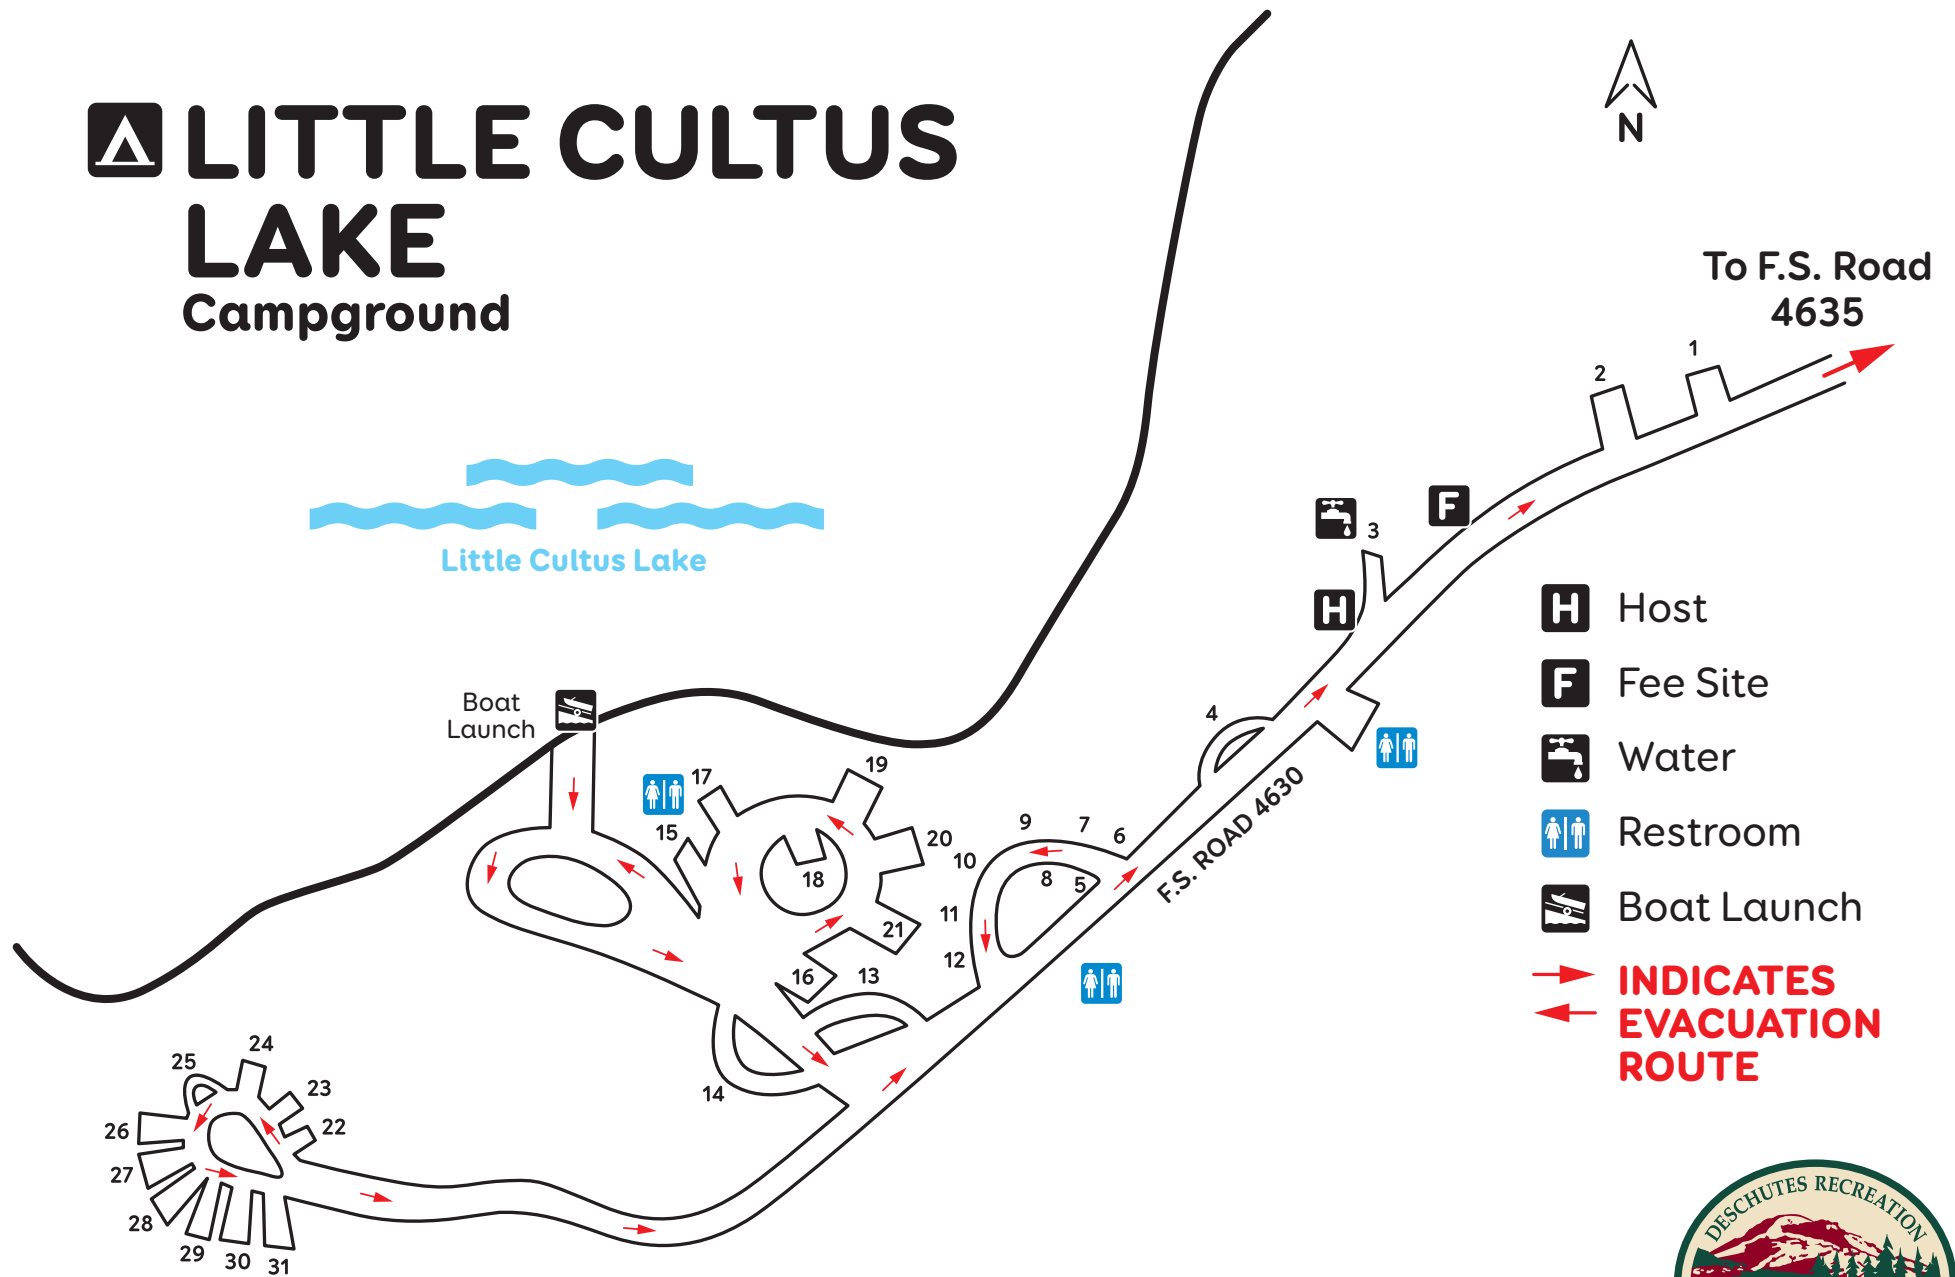 LITTLE CULTUS
LAKE
Campground
N
To F.S. Road
4635
1
2
3
F
H
Little Cultus Lake
Boat
Launch
4
F.S. ROAD 4630
5
6
7
8
9
10
11
12
13
14
15
16
17
18
19
20
21
22
23
24
25
26
27
28
29
30
31
H Host
F Fee Site
Water
Restroom
Boat Launch
INDICATES
EVACUATION
ROUTE
DESCHUTES RECREATION